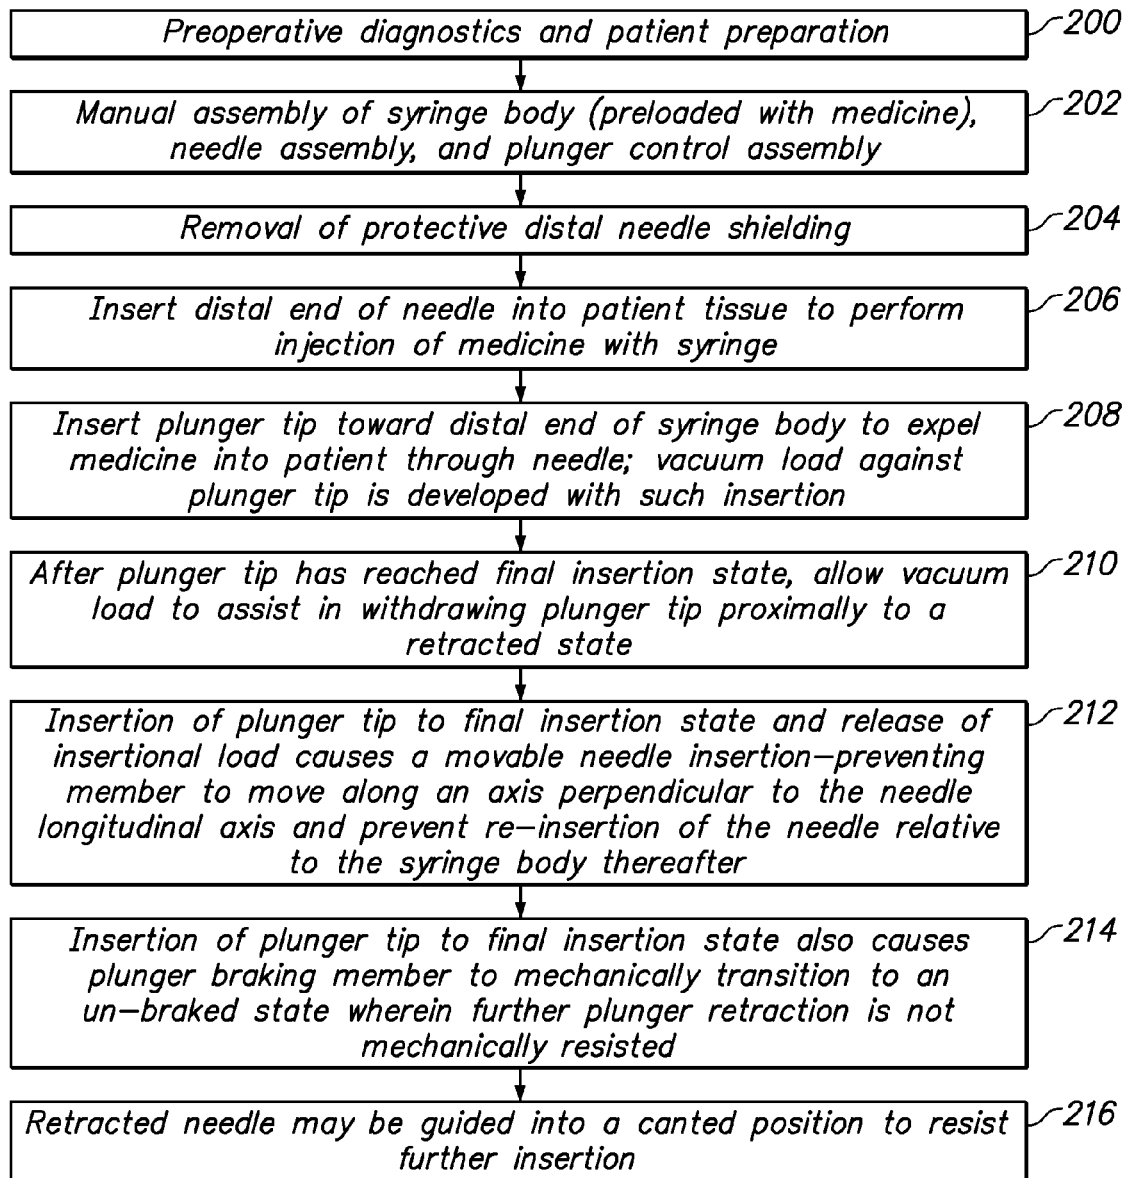 Preoperative diagnostics and patient preparation
200
Manual assembly of syringe body (preloaded with medicine),
needle assembly, and plunger control assembly
202
Removal of protective distal needle shielding
204
Insert distal end of needle into patient tissue to perform
injection of medicine with syringe
206
Insert plunger tip toward distal end of syringe body to expel
medicine into patient through needle; vacuum load against
plunger tip is developed with such insertion
208
After plunger tip has reached final insertion state, allow vacuum
load to assist in withdrawing plunger tip proximally to a
retracted state
210
Insertion of plunger tip to final insertion state and release of
insertional load causes a movable needle insertion-preventing
member to move along an axis perpendicular to the needle
longitudinal axis and prevent re-insertion of the needle relative
to the syringe body thereafter
212
Insertion of plunger tip to final insertion state also causes
plunger braking member to mechanically transition to an
un-braked state wherein further plunger retraction is not
mechanically resisted
214
Retracted needle may be guided into a canted position to resist
further insertion
216